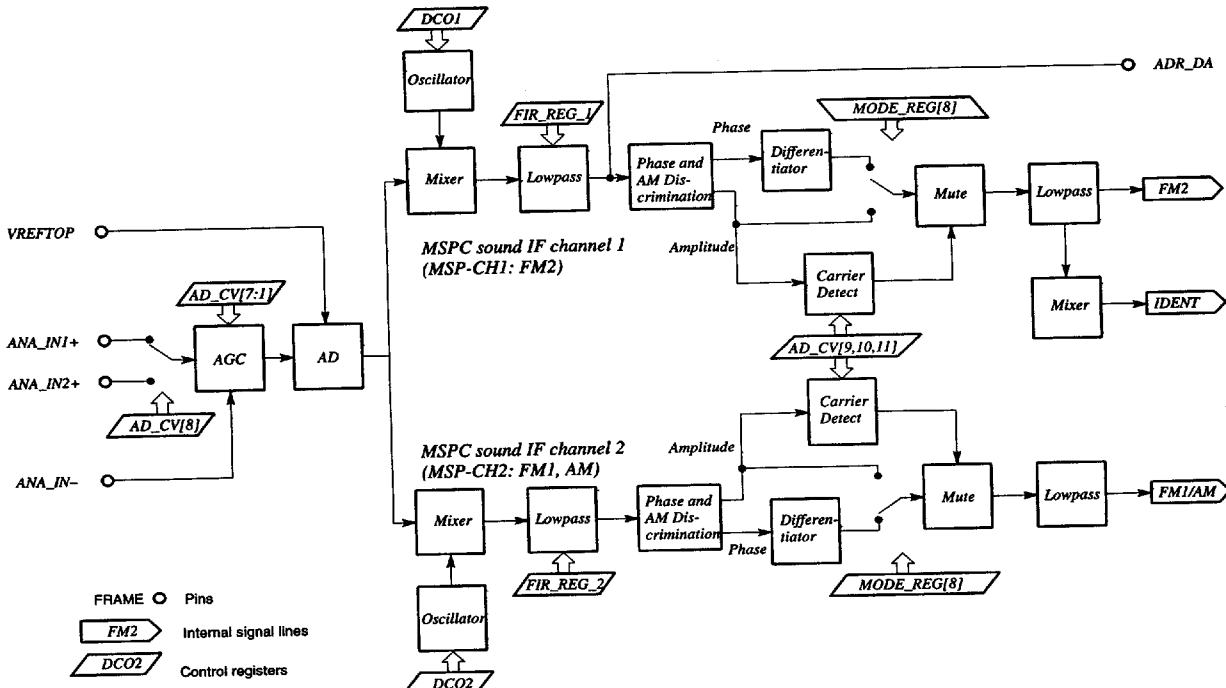 DCO1
Oscillator
ADR_DA
FIR_REG_1
MODE_REG[8]
Phase
Mixer
Lowpass
Phase and
AM Dis-
crimination
Differen-
tiator
Mute
Lowpass
FM2
VREFTOP
MSPC sound IF channel 1
(MSP-CH1: FM2)
Amplitude
Carrier
Detect
Mixer
IDENT
AD_CV[7:1]
ANA_IN1+
AGC
AD
AD_CV[9,10,11]
ANA_IN2+
AD_CV[8]
Carrier
Detect
MSPC sound IF channel 2
(MSP-CH2: FM1, AM)
Amplitude
ANA_IN-
Mixer
Lowpass
Phase and
AM Dis-
crimination
Differen-
tiator
Mute
Lowpass
FM1/AM
Phase
FIR_REG_2
MODE_REG[8]
Oscillator
DCO2
FRAME Pins
FM2 Internal signal lines
DCO2 Control registers